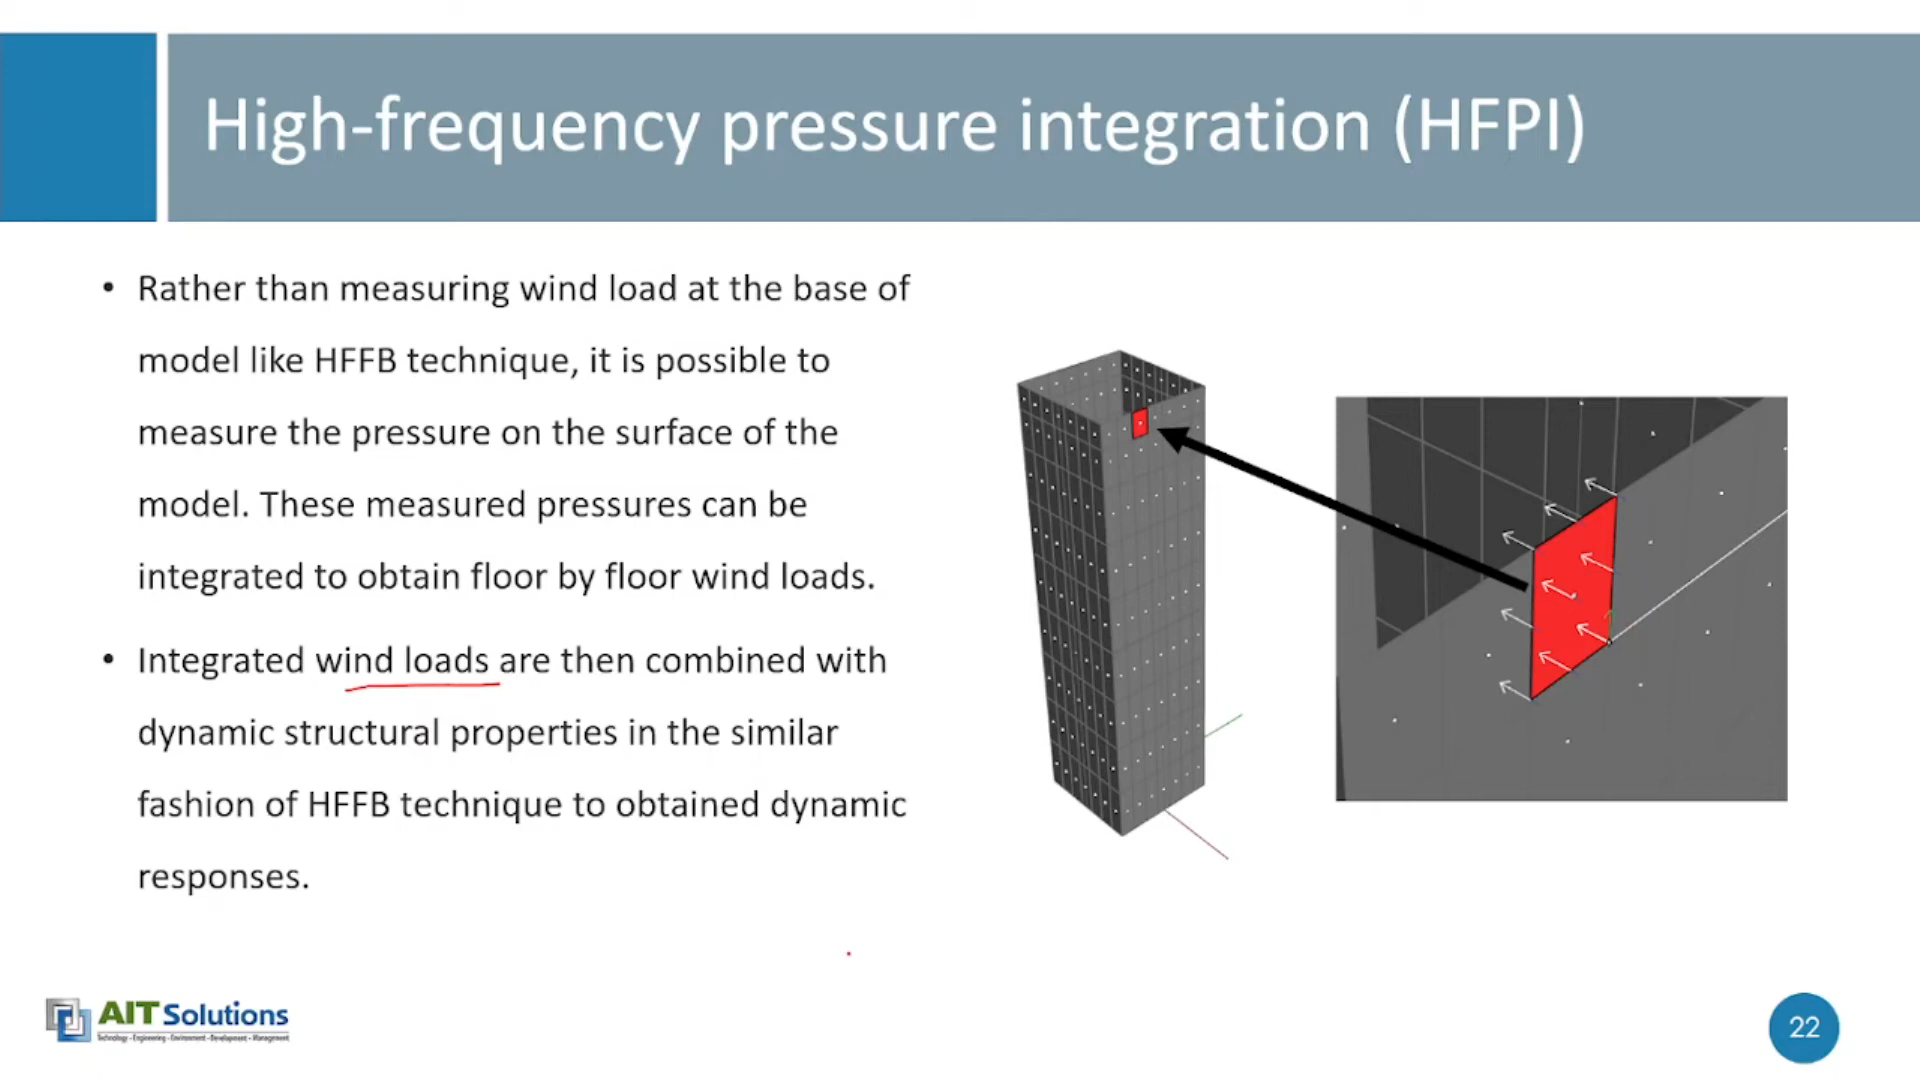 High-frequency pressure integration (HFPI)
• Rather than measuring wind load at the base of
model like HFFB technique, it is possible to
measure the pressure on the surface of the
model. These measured pressures can be
integrated to obtain floor by floor wind loads.
• Integrated wind loads are then combined with
dynamic structural properties in the similar
fashion of HFFB technique to obtained dynamic
responses.
AIT Solutions
Technology - Engineering - Environment - Development - Management
22